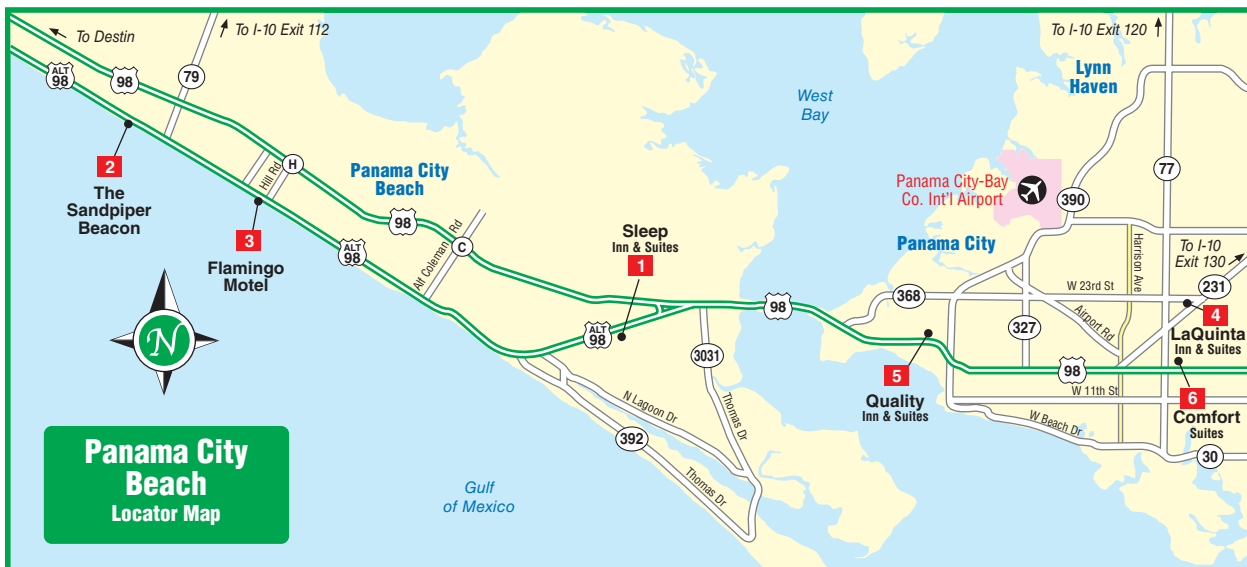 To Destin
To I-10 Exit 112
To I-10 Exit 120
ALT
98
98
79
Lynn
Haven
West
Bay
2
The
Sandpiper
Beacon
Hill Rd
H
Panama City
Beach
77
Panama City-Bay
Co. Int'l Airport
390
3
Flamingo
Motel
ALT
98
98
Alf Coleman Rd
C
Sleep
Inn & Suites
1
Panama City
Harrison Ave
To I-10
Exit 130
231
368
W 23rd St
98
ALT
98
3031
327
Airport Rd
4
LaQuinta
Inn & Suites
N
5
Quality
Inn & Suites
98
W 11th St
6
Comfort
Suites
N Lagoon Dr
Thomas Dr
392
Thomas Dr
W Beach Dr
30
Gulf
of Mexico
Panama City
Beach
Locator Map